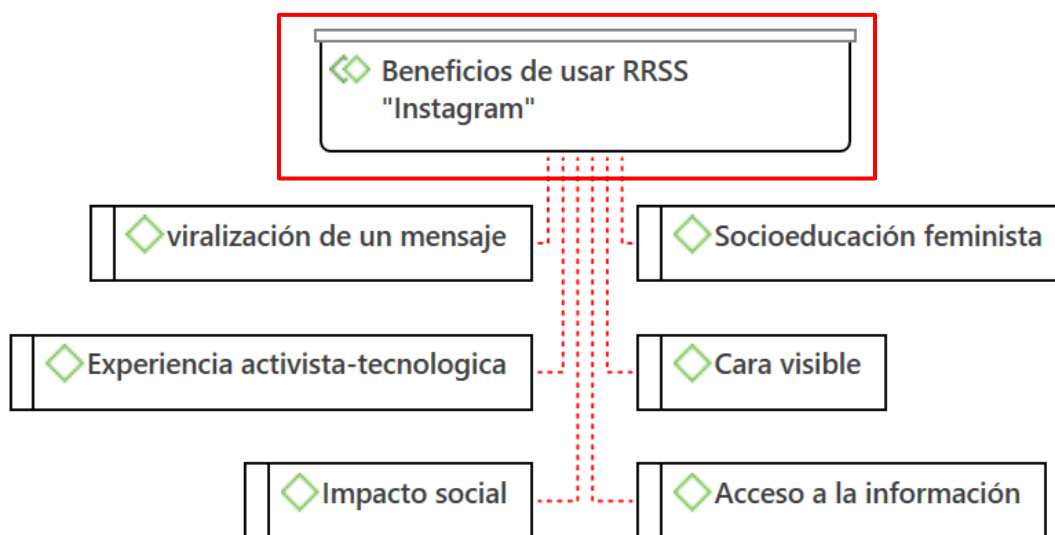 Beneficios de usar RRSS
"Instagram"
viralización de un mensaje
Socioeducación feminista
Experiencia activista-tecnologica
Cara visible
Impacto social
Acceso a la información